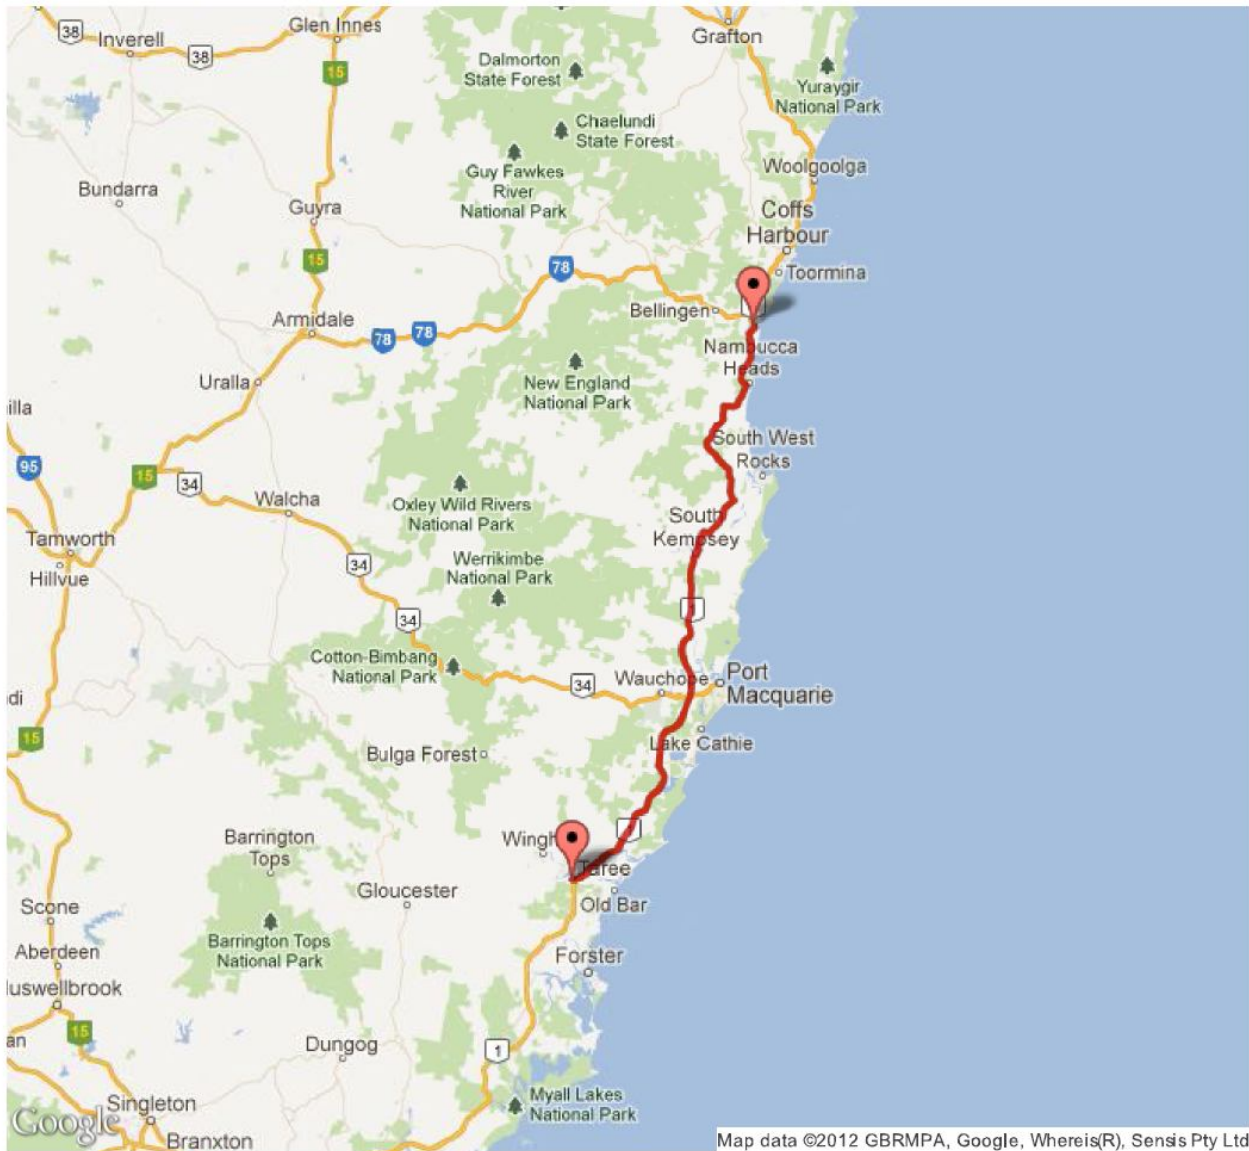 38
Inverell
38
Glen Innes
15
Grafton
Dalmorton
State Forest
Yuraygir
National Park
Chaelundi
State Forest
Guy Fawkes
River
National Park
Woolgoolga
Bundarra
Guyra
Coffs
Harbour
15
78
Toormina
Bellingen
Armidale
78
78
Nambucca
Heads
Uralla
New England
National Park
illa
South West
Rocks
95
15
34
Walcha
Oxley Wild Rivers
National Park
South
Kempsey
Tamworth
Hillvue
Werrikimbe
National Park
34
1
34
Cotton-Bimbang
National Park
34
Wauchope
Port
Macquarie
di
15
Bulga Forest
Lake Cathie
Barrington
Tops
Wingh
Taree
Gloucester
Old Bar
Scone
Barrington Tops
National Park
Aberdeen
Forster
uswellbrook
15
an
Dungog
1
Myall Lakes
National Park
Singleton
Google
Branxton
Map data ©2012 GBRMPA, Google, Whereis(R), Sensis Pty Ltd